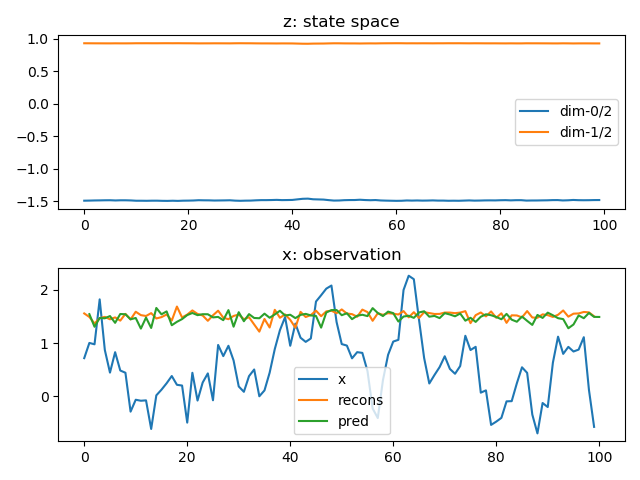 z: state space
1.0
0.5
0.0
−0.5
−1.0
−1.5
dim-0/2
dim-1/2
0 20 40 60 80 100
x: observation
2
1
0
x
recons
pred
0 20 40 60 80 100